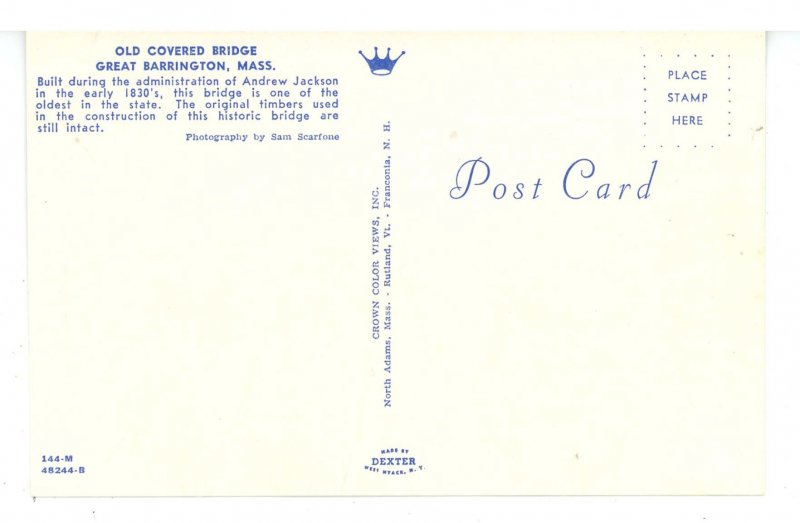 OLD COVERED BRIDGE
GREAT BARRINGTON, MASS.
Built during the administration of Andrew Jackson
in the early 1830's, this bridge is one of the
oldest in the state. The original timbers used
in the construction of this historic bridge are
still intact.
Photography by Sam Scarfone
CROWN COLOR VIEWS, INC.
North Adams, Mass. - Rutland, Vt. - Franconia, N. H.
PLACE
STAMP
HERE
Post Card
144-M
48244-B
MADE BY
DEXTER
WEST NYACK, N. Y.